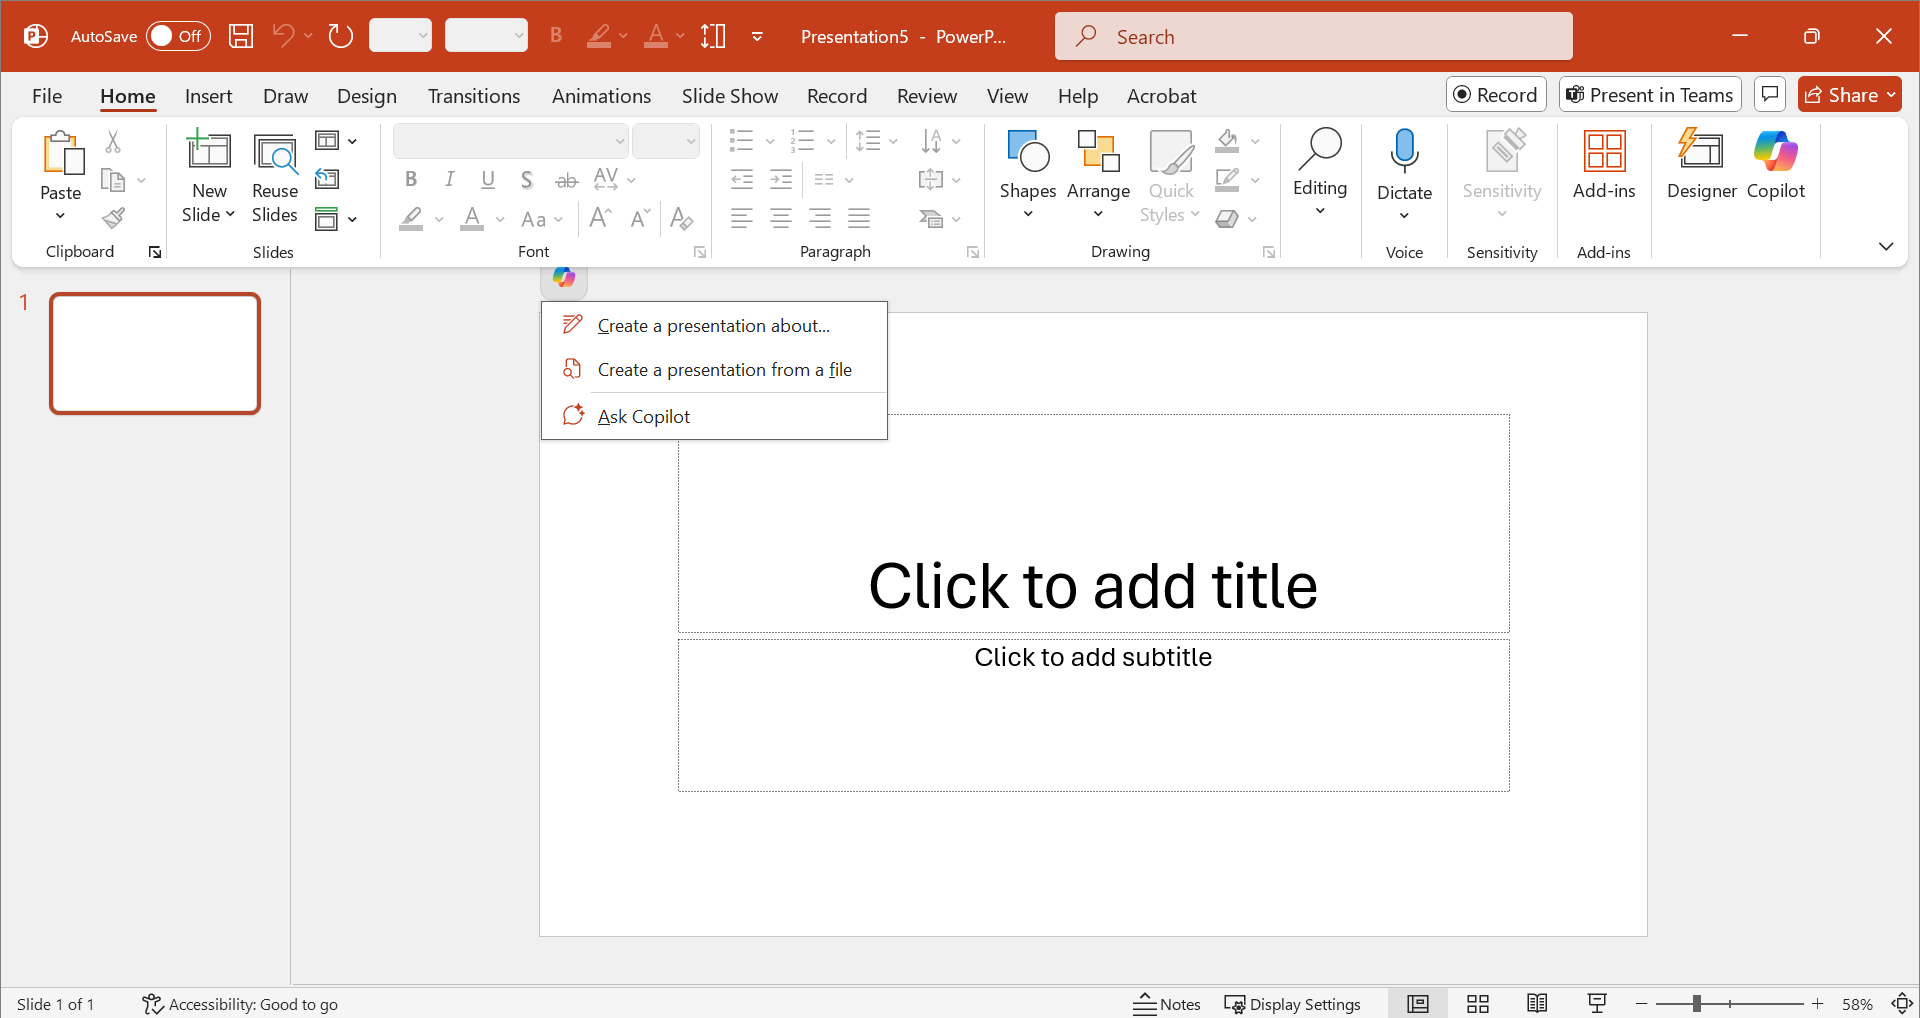 AutoSave Off Presentation5 - PowerP... Search
File Home Insert Draw Design Transitions Animations Slide Show Record Review View Help Acrobat Record Present in Teams Share
Paste
Clipboard
New Slide
Reuse Slides
Slides
B I U S ab AV
A Aa A A A
Font
Paragraph
Shapes Arrange Quick Styles
Drawing
Editing
Dictate
Voice
Sensitivity
Sensitivity
Add-ins
Add-ins
Designer Copilot
1
Create a presentation about...
Create a presentation from a file
Ask Copilot
Click to add title
Click to add subtitle
Slide 1 of 1 Accessibility: Good to go Notes Display Settings 58%